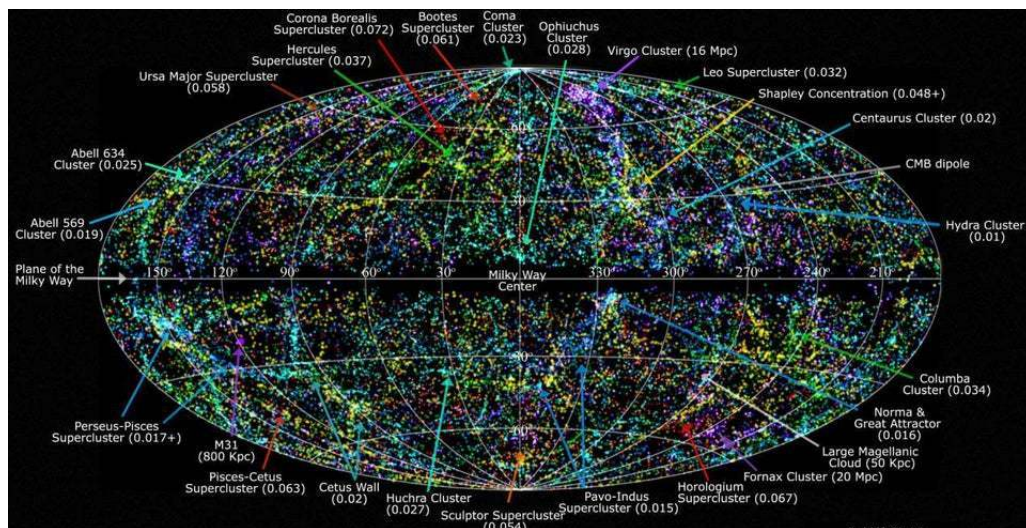 Corona Borealis
Supercluster (0.072)
Bootes
Supercluster
(0.061)
Coma
Cluster
(0.023)
Ophiuchus
Cluster
(0.028)
Hercules
Supercluster
(0.037)
Virgo Cluster (16 Mpc)
Ursa Major Supercluster
(0.058)
Leo Supercluster (0.032)
Shapley Concentration (0.048+)
Centaurus Cluster (0.02)
Abell 634
Cluster
(0.025)
CMB dipole
Abell 569
Cluster
(0.019)
Hydra Cluster
(0.01)
60
30
Plane of the
Milky Way
150° 120° 90° 60° 30° Milky Way 330° 300° 270° 240° 210°
Center
30
60
Columba
Cluster
(0.034)
Perseus-Pisces
Supercluster (0.017+)
M31
(800 Kpc)
Norma &
Great Attractor
(0.016)
Large Magellanic
Cloud (50 Kpc)
Pisces-Cetus
Supercluster (0.063)
Cetus Wall
(0.02)
Huchra Cluster
(0.027)
Sculptor Supercluster
(0.054)
Pavo-Indus
Supercluster (0.015)
Horologium
Supercluster (0.067)
Fornax Cluster (20 Mpc)